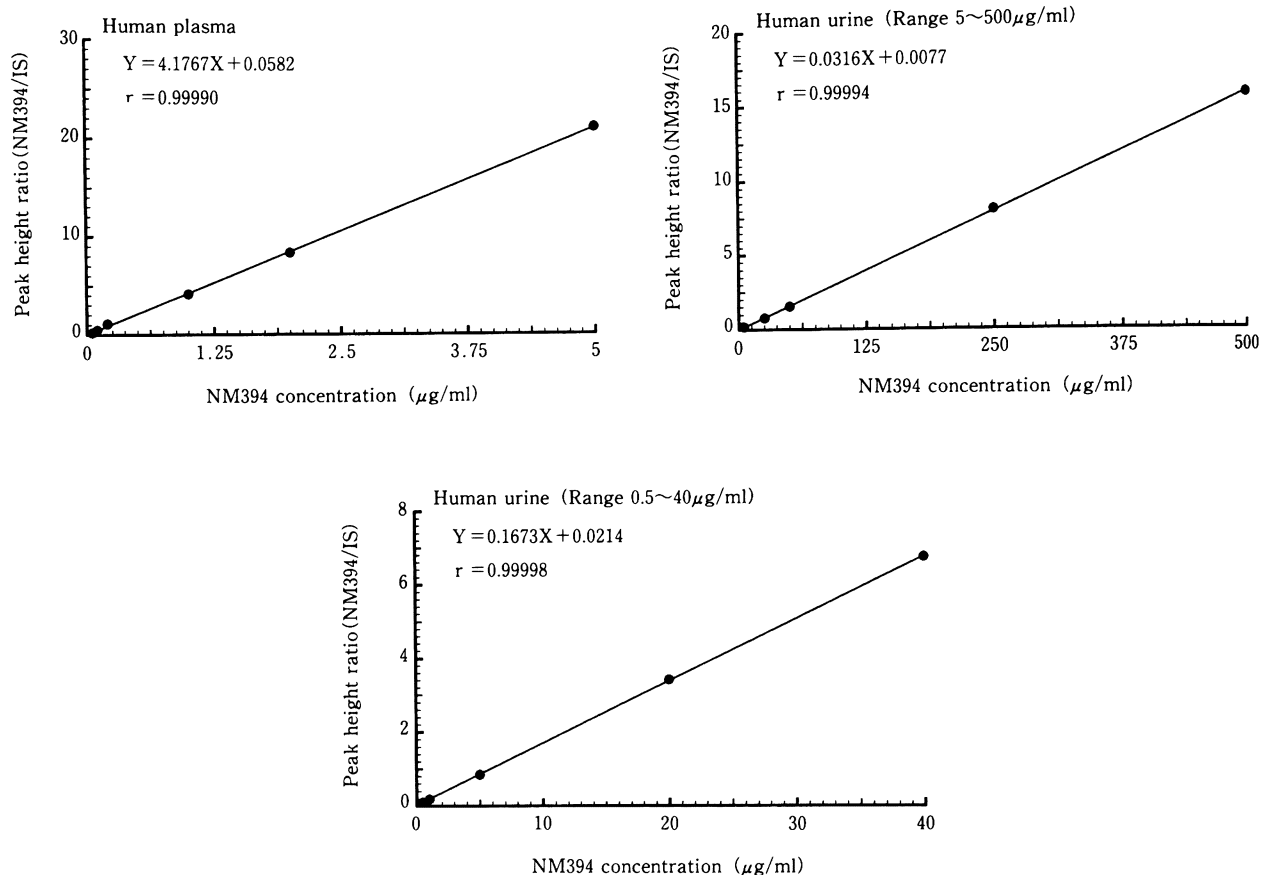 Human plasma
Y=4.1767X+0.0582
r=0.99990
Peak height ratio(NM394/IS)
30
20
10
0
0 1.25 2.5 3.75 5
NM394 concentration (μg/ml)
Human urine (Range 5~500μg/ml)
Y=0.0316X+0.0077
r=0.99994
Peak height ratio(NM394/IS)
20
15
10
5
0
0 125 250 375 500
NM394 concentration (μg/ml)
Human urine (Range 0.5~40μg/ml)
Y=0.1673X+0.0214
r=0.99998
Peak height ratio(NM394/IS)
8
6
4
2
0
0 10 20 30 40
NM394 concentration (μg/ml)